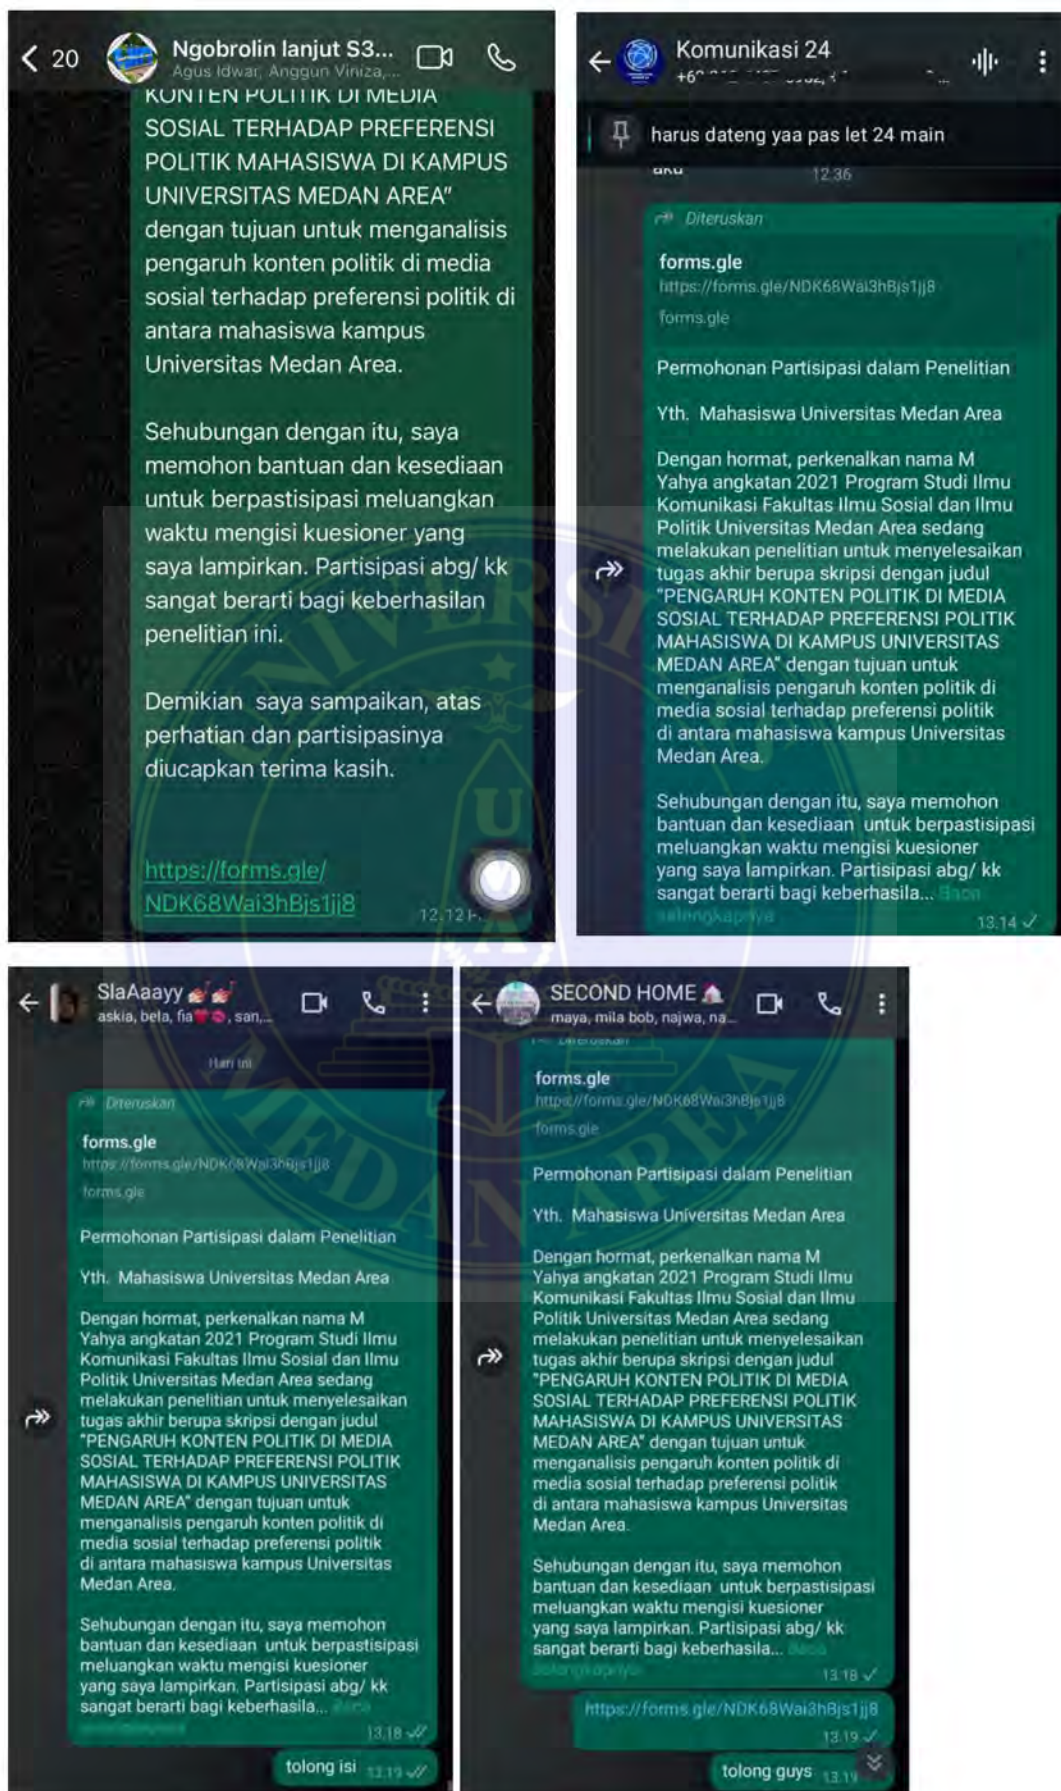 20
Ngobrolin lanjut S3...
Agus Idwar, Anggun Viniza,...
KONTEN POLITIK DI MEDIA
SOSIAL TERHADAP PREFERENSI
POLITIK MAHASISWA DI KAMPUS
UNIVERSITAS MEDAN AREA"
dengan tujuan untuk menganalisis
pengaruh konten politik di media
sosial terhadap preferensi politik di
antara mahasiswa kampus
Universitas Medan Area.
Sehubungan dengan itu, saya
memohon bantuan dan kesediaan
untuk berpastisipasi meluangkan
waktu mengisi kuesioner yang
saya lampirkan. Partisipasi abg/ kk
sangat berarti bagi keberhasilan
penelitian ini.
Demikian saya sampaikan, atas
perhatian dan partisipasinya
diucapkan terima kasih.
https://forms.gle/
NDK68Wai3hBjs1jj8
12.12
Komunikasi 24
harus dateng yaa pas let 24 main
aku
12.36
Diteruskan
forms.gle
https://forms.gle/NDK68Wai3hBjs1jj8
forms.gle
Permohonan Partisipasi dalam Penelitian
Yth. Mahasiswa Universitas Medan Area
Dengan hormat, perkenalkan nama M
Yahya angkatan 2021 Program Studi Ilmu
Komunikasi Fakultas Ilmu Sosial dan Ilmu
Politik Universitas Medan Area sedang
melakukan penelitian untuk menyelesaikan
tugas akhir berupa skripsi dengan judul
"PENGARUH KONTEN POLITIK DI MEDIA
SOSIAL TERHADAP PREFERENSI POLITIK
MAHASISWA DI KAMPUS UNIVERSITAS
MEDAN AREA" dengan tujuan untuk
menganalisis pengaruh konten politik di
media sosial terhadap preferensi politik
di antara mahasiswa kampus Universitas
Medan Area.
Sehubungan dengan itu, saya memohon
bantuan dan kesediaan untuk berpastisipasi
meluangkan waktu mengisi kuesioner
yang saya lampirkan. Partisipasi abg/ kk
sangat berarti bagi keberhasila... Baca
selengkapnya
13.14
SlaAaayy
askia, bela, fia, san,...
Hari ini
Diteruskan
forms.gle
https://forms.gle/NDK68Wai3hBjs1jj8
forms.gle
Permohonan Partisipasi dalam Penelitian
Yth. Mahasiswa Universitas Medan Area
Dengan hormat, perkenalkan nama M
Yahya angkatan 2021 Program Studi Ilmu
Komunikasi Fakultas Ilmu Sosial dan Ilmu
Politik Universitas Medan Area sedang
melakukan penelitian untuk menyelesaikan
tugas akhir berupa skripsi dengan judul
"PENGARUH KONTEN POLITIK DI MEDIA
SOSIAL TERHADAP PREFERENSI POLITIK
MAHASISWA DI KAMPUS UNIVERSITAS
MEDAN AREA" dengan tujuan untuk
menganalisis pengaruh konten politik di
media sosial terhadap preferensi politik
di antara mahasiswa kampus Universitas
Medan Area.
Sehubungan dengan itu, saya memohon
bantuan dan kesediaan untuk berpastisipasi
meluangkan waktu mengisi kuesioner
yang saya lampirkan. Partisipasi abg/ kk
sangat berarti bagi keberhasila... Baca
13.18
tolong isi 13.19
SECOND HOME
maya, mila bob, najwa, na...
Diteruskan
forms.gle
https://forms.gle/NDK68Wai3hBjs1jj8
forms.gle
Permohonan Partisipasi dalam Penelitian
Yth. Mahasiswa Universitas Medan Area
Dengan hormat, perkenalkan nama M
Yahya angkatan 2021 Program Studi Ilmu
Komunikasi Fakultas Ilmu Sosial dan Ilmu
Politik Universitas Medan Area sedang
melakukan penelitian untuk menyelesaikan
tugas akhir berupa skripsi dengan judul
"PENGARUH KONTEN POLITIK DI MEDIA
SOSIAL TERHADAP PREFERENSI POLITIK
MAHASISWA DI KAMPUS UNIVERSITAS
MEDAN AREA" dengan tujuan untuk
menganalisis pengaruh konten politik di
media sosial terhadap preferensi politik
di antara mahasiswa kampus Universitas
Medan Area.
Sehubungan dengan itu, saya memohon
bantuan dan kesediaan untuk berpastisipasi
meluangkan waktu mengisi kuesioner
yang saya lampirkan. Partisipasi abg/ kk
sangat berarti bagi keberhasila... Baca
selengkapnya
13.18
https://forms.gle/NDK68Wai3hBjs1jj8
13.19
tolong guys 13.19
UNIVERSITAS
MEDAN AREA
UMA